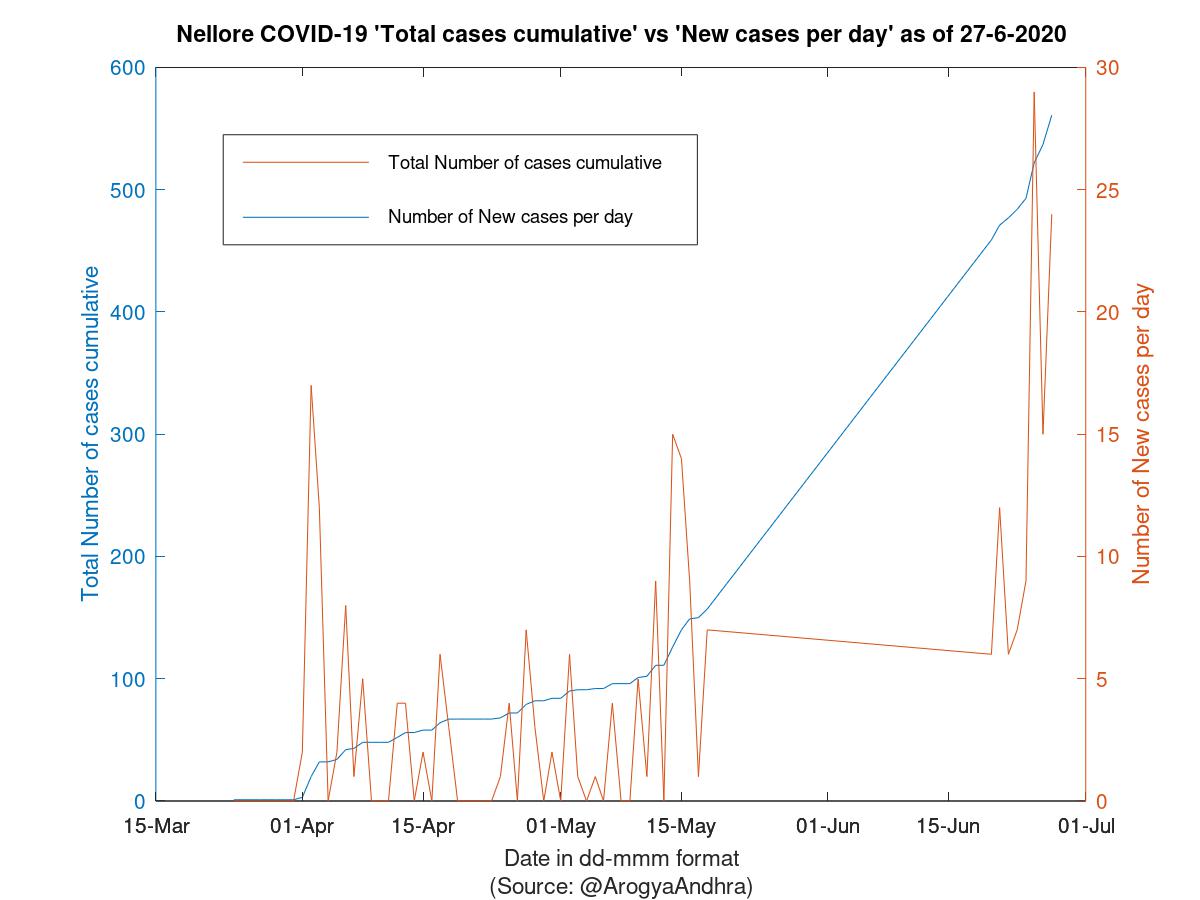 Nellore COVID-19 'Total cases cumulative' vs 'New cases per day' as of 27-6-2020
600
500
400
300
200
100
0
Total Number of cases cumulative
30
25
20
15
10
5
0
Number of New cases per day
Total Number of cases cumulative
Number of New cases per day
15-Mar 01-Apr 15-Apr 01-May 15-May 01-Jun 15-Jun 01-Jul
Date in dd-mmm format
(Source: @ArogyaAndhra)